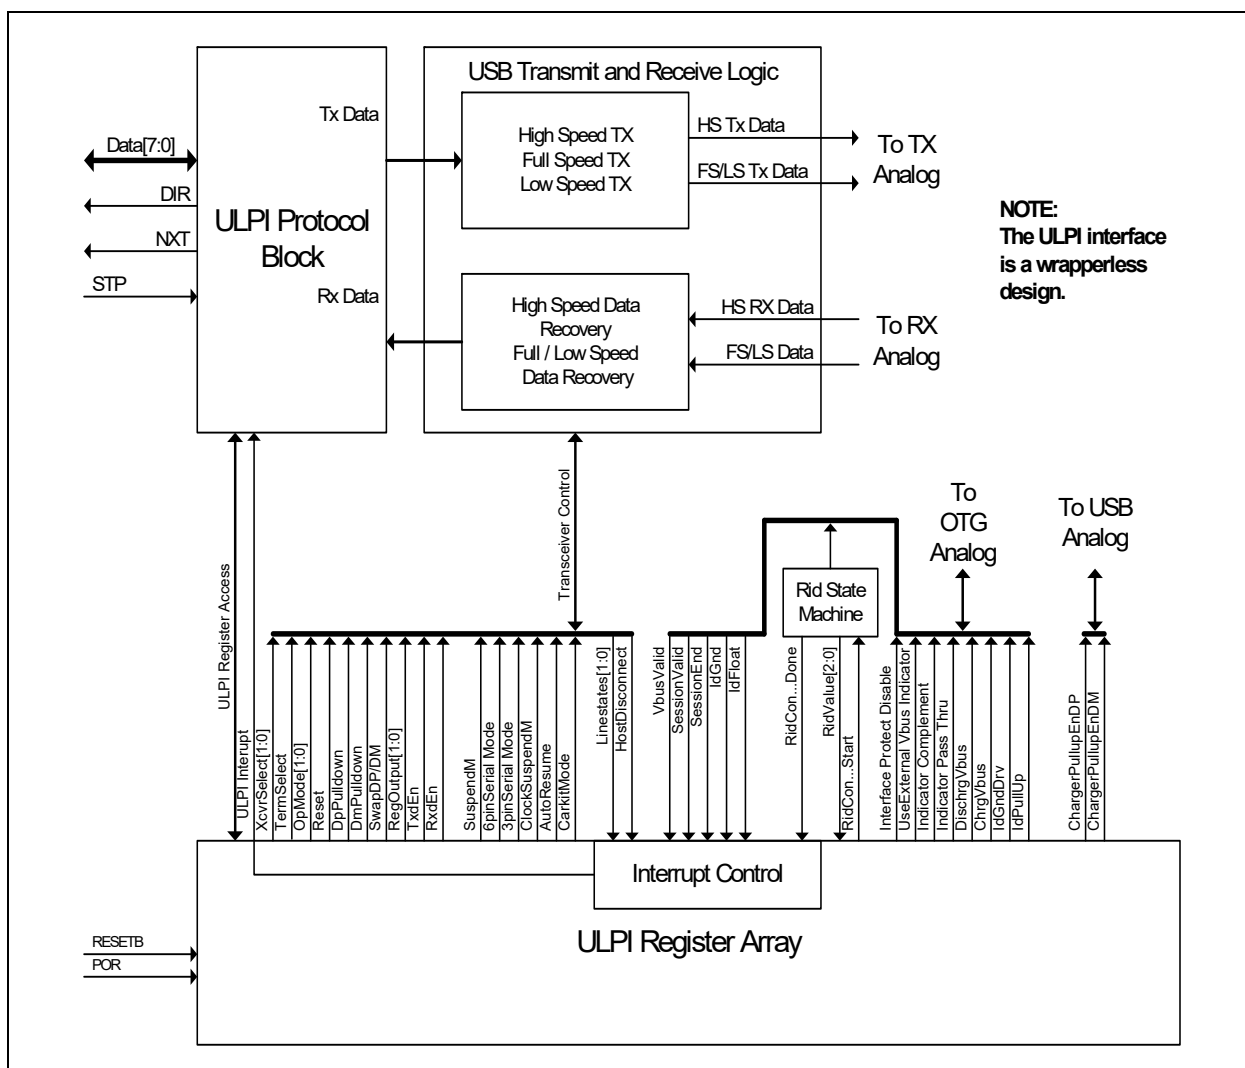 USB Transmit and Receive Logic
Tx Data
High Speed TX
Full Speed TX
Low Speed TX
HS Tx Data
FS/LS Tx Data
To TX
Analog
Data[7:0]
DIR
NXT
STP
ULPI Protocol
Block
Rx Data
High Speed Data
Recovery
Full / Low Speed
Data Recovery
HS RX Data
FS/LS Data
To RX
Analog
NOTE:
The ULPI interface
is a wrapperless
design.
ULPI Register Access
Transceiver Control
To
OTG
Analog
To USB
Analog
Rid State
Machine
ULPI Interupt
XcvrSelect[1:0]
TermSelect
OpMode[1:0]
Reset
DpPulldown
DmPulldown
SwapDP/DM
RegOutput[1:0]
TxdEn
RxdEn
SuspendM
6pinSerial Mode
3pinSerial Mode
ClockSuspendM
AutoResume
CarkitMode
Linestates[1:0]
HostDisconnect
VbusValid
SessionValid
SessionEnd
IdGnd
IdFloat
RidCon...Done
RidValue[2:0]
RidCon...Start
Interface Protect Disable
UseExternal Vbus Indicator
Indicator Complement
Indicator Pass Thru
DischrgVbus
ChrgVbus
IdGndDrv
IdPullUp
ChargerPullupEnDP
ChargerPullupEnDM
Interrupt Control
ULPI Register Array
RESETB
POR